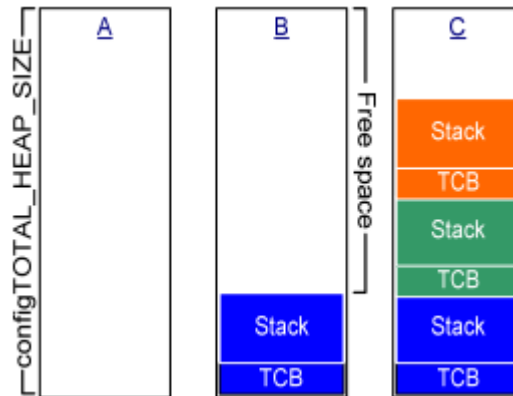 A
B
C
configTOTAL_HEAP_SIZE
Free space
Stack
TCB
Stack
TCB
Stack
TCB
Stack
TCB